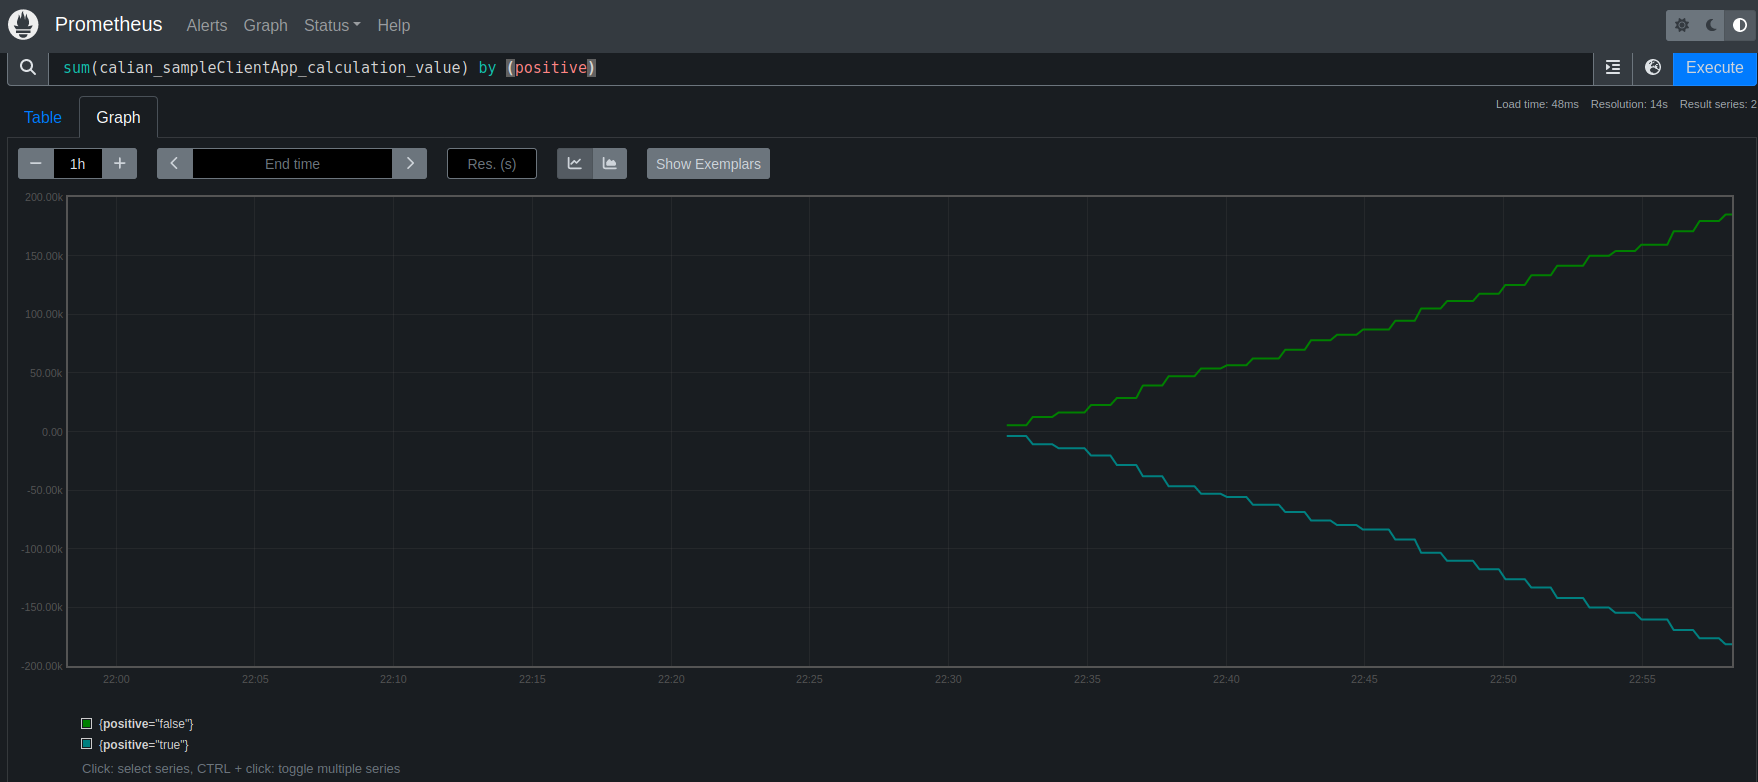 Prometheus Alerts Graph Status Help
sum(calian_sampleClientApp_calculation_value) by (positive) Execute
Load time: 48ms Resolution: 14s Result series: 2
Table Graph
1h End time Res. (s) Show Exemplars
200.00k
150.00k
100.00k
50.00k
0.00
-50.00k
-100.00k
-150.00k
-200.00k
22:00 22:05 22:10 22:15 22:20 22:25 22:30 22:35 22:40 22:45 22:50 22:55
{positive="false"}
{positive="true"}
Click: select series, CTRL + click: toggle multiple series